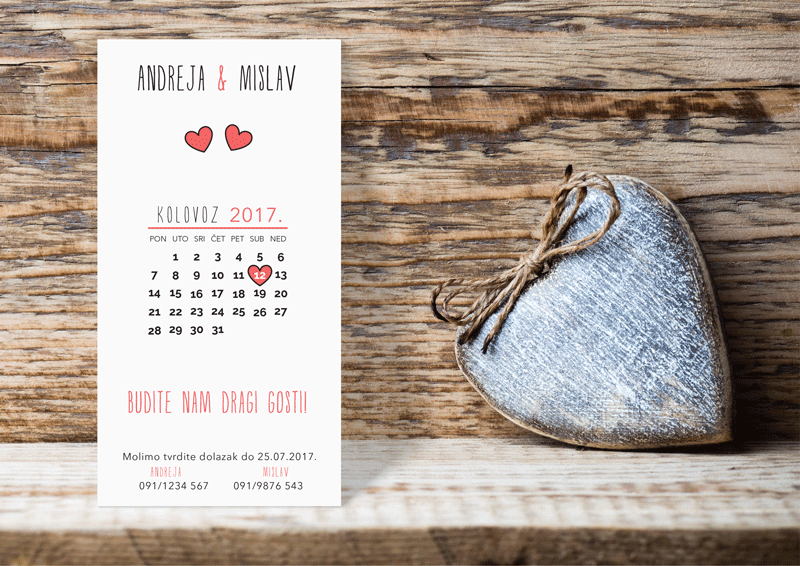 ANDREJA & MISLAV
KOLOVOZ 2017.
PON UTO SRI ČET PET SUB NED
1 2 3 4 5 6
7 8 9 10 11 12 13
14 15 16 17 18 19 20
21 22 23 24 25 26 27
28 29 30 31
BUDITE NAM DRAGI GOSTI!
Molimo tvrdite dolazak do 25.07.2017.
ANDREJA MISLAV
091/1234 567 091/9876 543